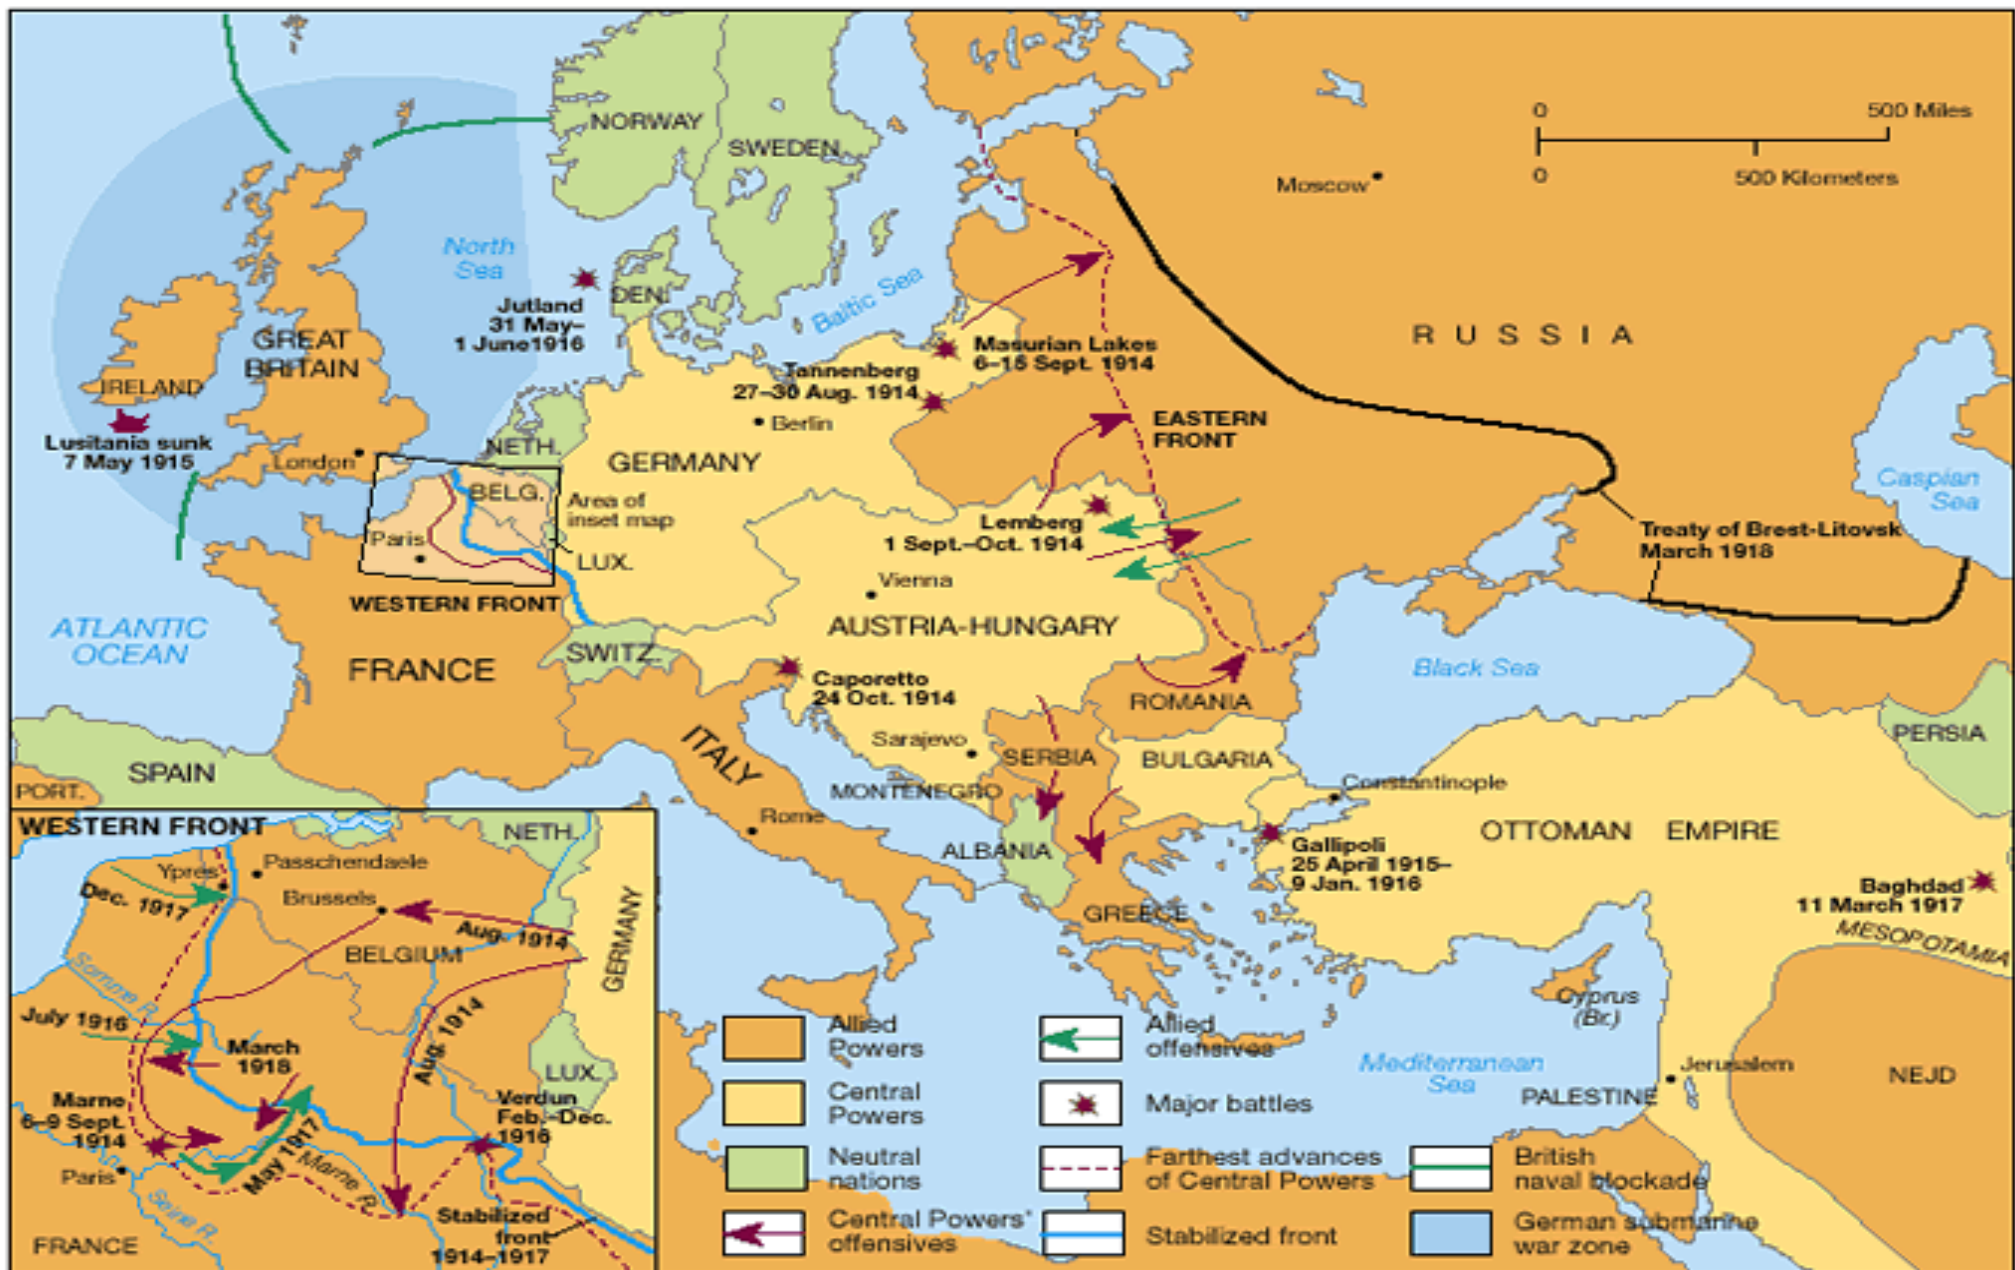 NORWAY
SWEDEN
0
500 Miles
0
500 Kilometers
Moscow
North
Sea
Baltic Sea
DEN.
Jutland
31 May–
1 June1916
GREAT
BRITAIN
IRELAND
Lusitania sunk
7 May 1915
London
NETH.
BELG.
Area of
inset map
LUX.
Paris
WESTERN FRONT
GERMANY
Berlin
Tannenberg
27–30 Aug. 1914
Masurian Lakes
6–15 Sept. 1914
EASTERN
FRONT
RUSSIA
Caspian
Sea
Lemberg
1 Sept.–Oct. 1914
Treaty of Brest-Litovsk
March 1918
Vienna
AUSTRIA-HUNGARY
ATLANTIC
OCEAN
FRANCE
SWITZ.
Caporetto
24 Oct. 1914
Black Sea
ROMANIA
Sarajevo
SERBIA
BULGARIA
PERSIA
SPAIN
PORT.
ITALY
MONTENEGRO
Rome
Constantinople
ALBANIA
OTTOMAN EMPIRE
Gallipoli
25 April 1915–
9 Jan. 1916
Baghdad
11 March 1917
MESOPOTAMIA
GREECE
Cyprus
(Br.)
Mediterranean
Sea
Jerusalem
PALESTINE
NEJD
WESTERN FRONT
NETH.
Ypres
Passchendaele
Dec. 1917
Brussels
Aug. 1914
BELGIUM
GERMANY
Somme R.
July 1916
March
1918
Aug. 1914
LUX.
Marne
6–9 Sept.
1914
Verdun
Feb.–Dec.
1916
Paris
May 1917
Marne R.
Seine R.
Stabilized
front
1914–1917
FRANCE
Allied
Powers
Central
Powers
Neutral
nations
Central Powers'
offensives
Allied
offensives
Major battles
Farthest advances
of Central Powers
Stabilized front
British
naval blockade
German submarine
war zone